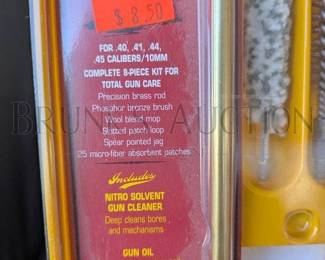 $ 8.50
FOR .40, .41, .44,
.45 CALIBERS/10MM
COMPLETE 8-PIECE KIT FOR
TOTAL GUN CARE
Precision brass rod
Phosphor bronze brush
Wool blend mop
Slotted patch loop
Spear pointed jag
25 micro-fiber absorbent patches
Includes
NITRO SOLVENT
GUN CLEANER
Deep cleans bores
and mechanisms
GUN OIL